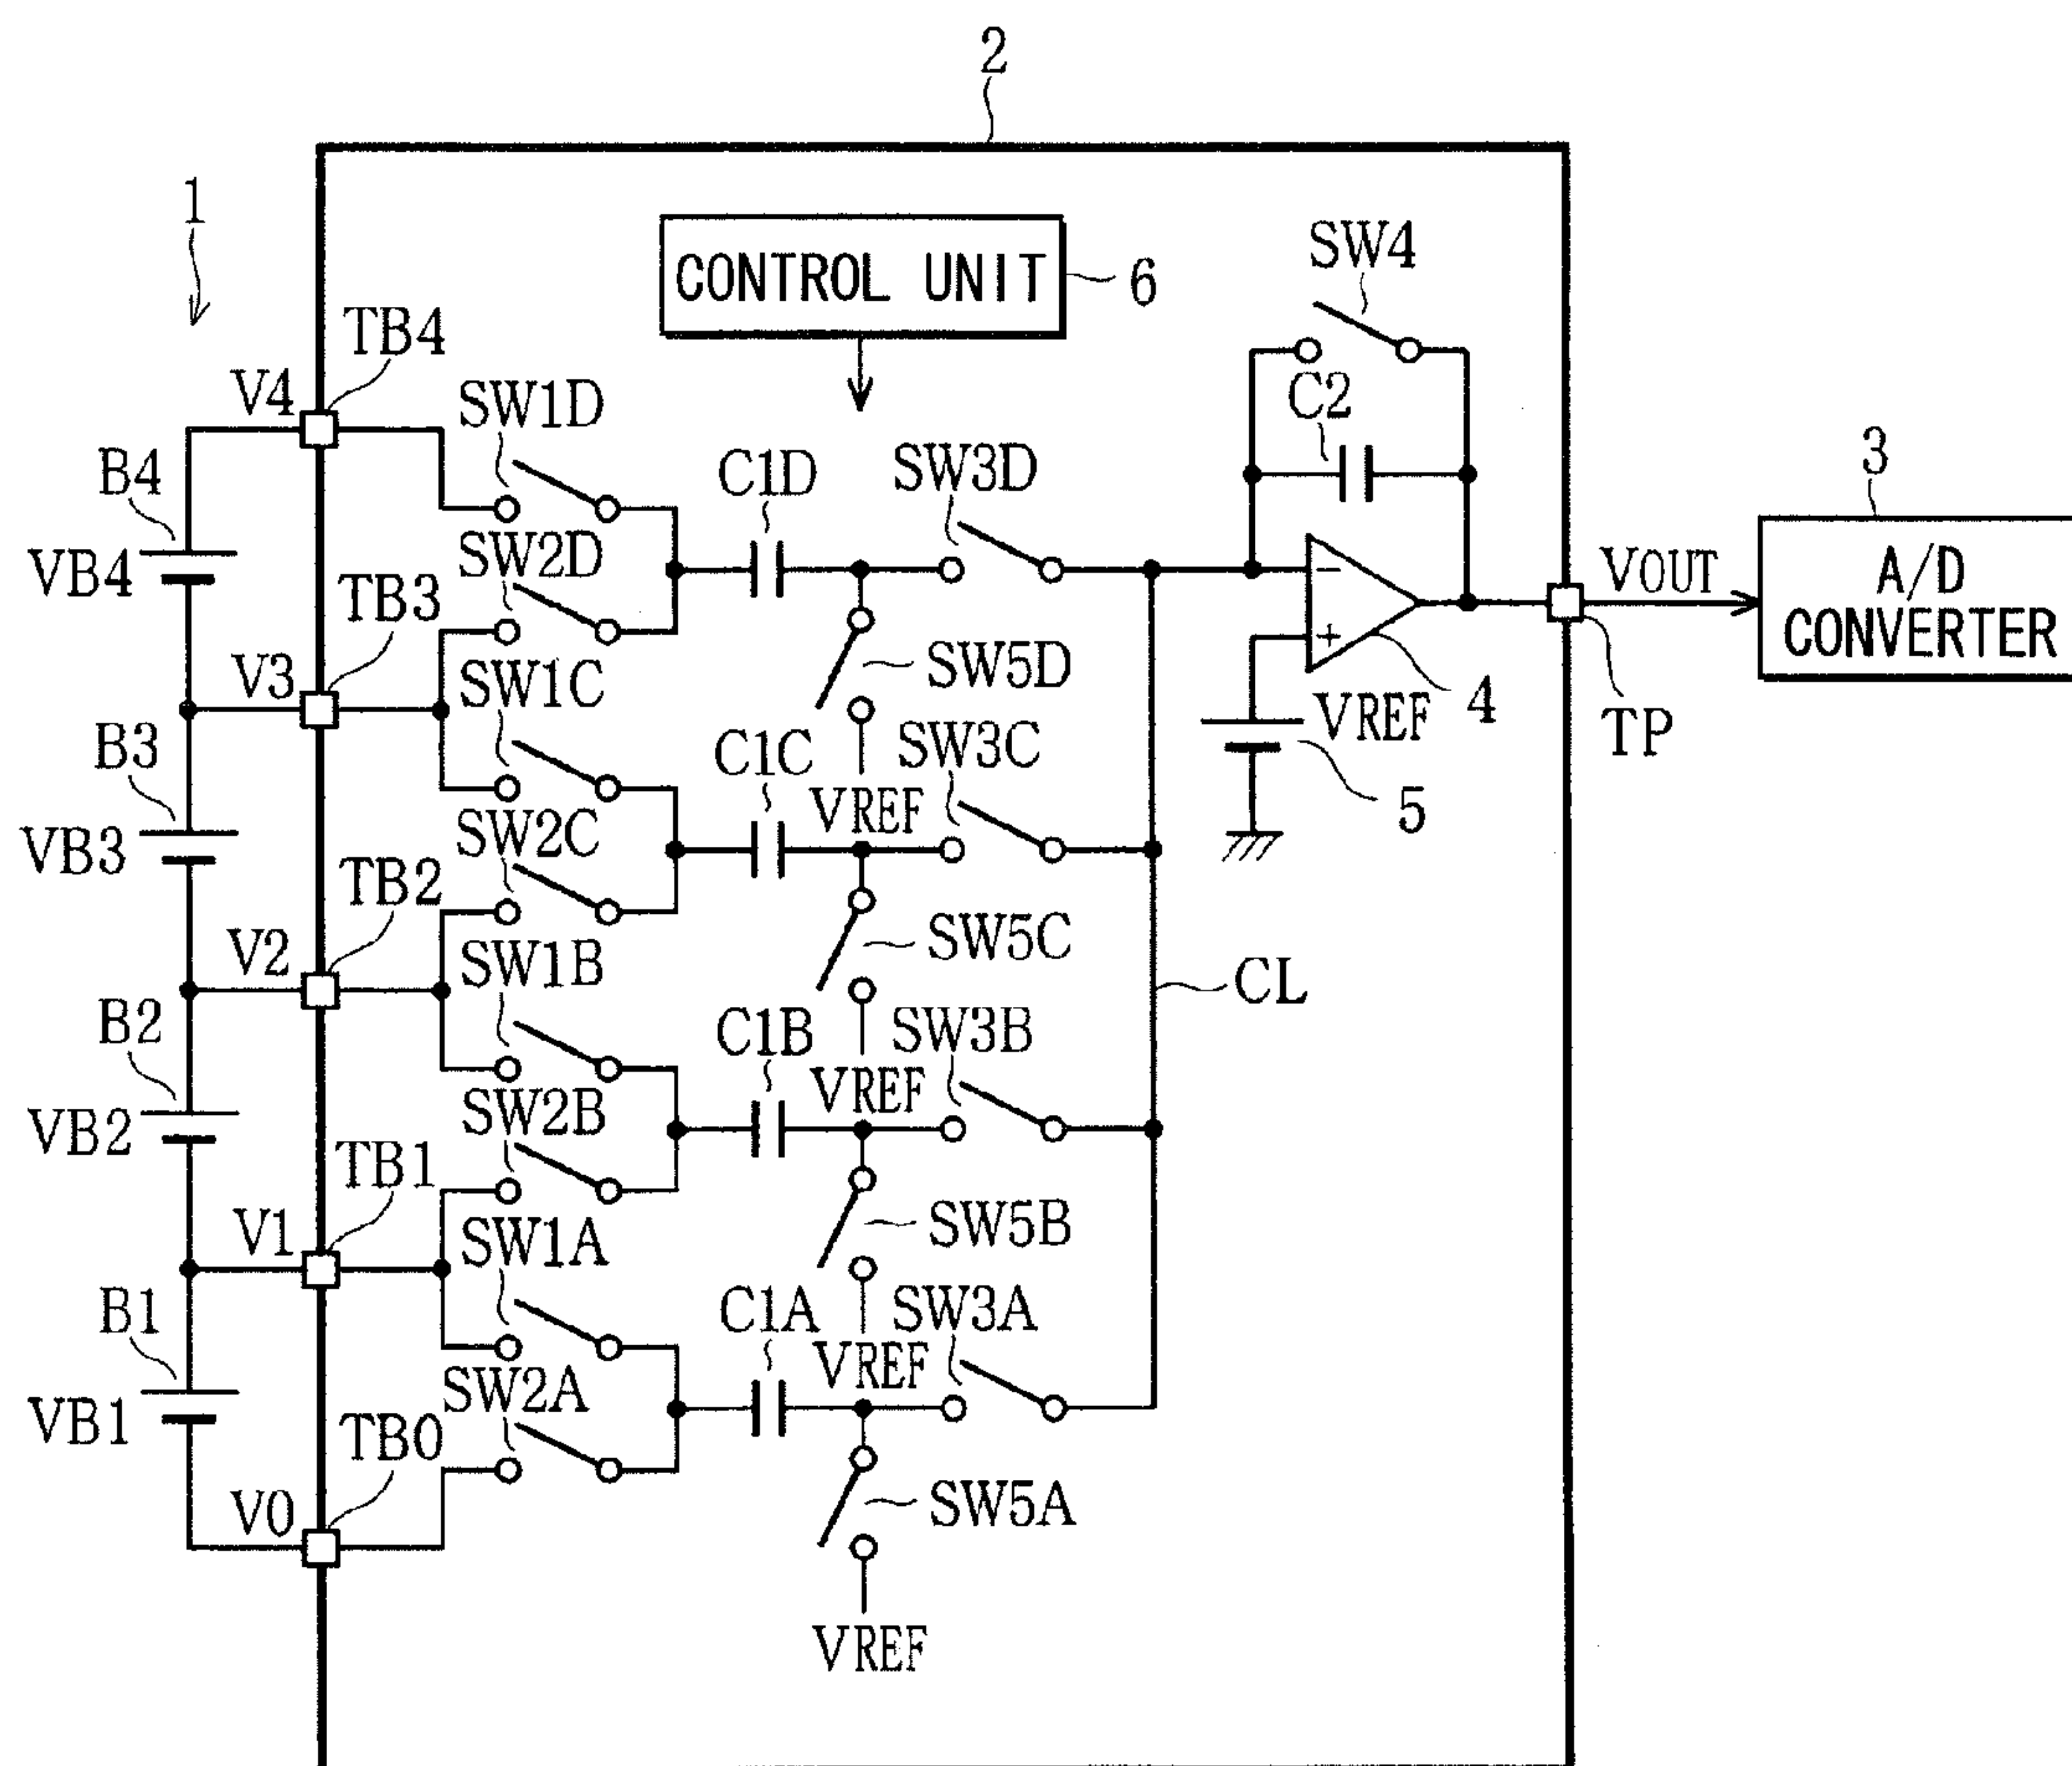 2
1
CONTROL UNIT
6
SW4
TB4
V4
SW1D
C2
B4
C1D
SW3D
3
VB4
SW2D
VOUT
A/D
CONVERTER
TB3
−
+
V3
SW1C
SW5D
VREF
4
TP
B3
C1C
SW3C
VREF
5
VB3
SW2C
TB2
V2
SW1B
SW5C
CL
B2
C1B
SW3B
VREF
VB2
SW2B
TB1
V1
SW1A
SW5B
B1
C1A
SW3A
VREF
VB1
SW2A
TB0
V0
SW5A
VREF